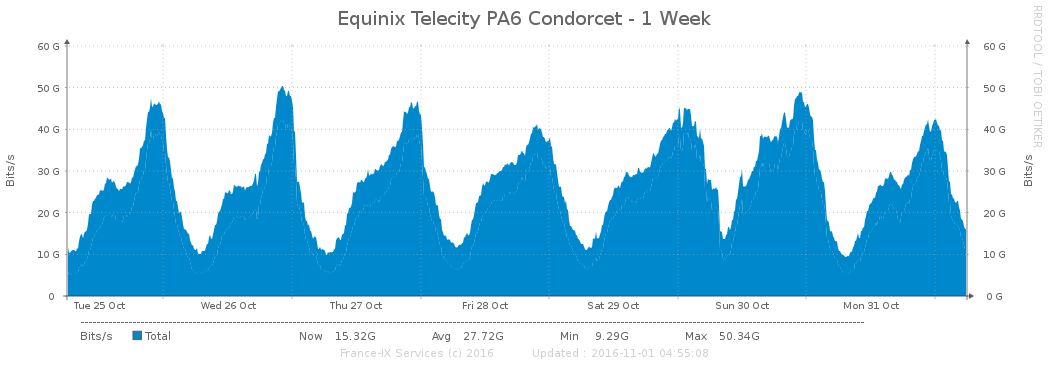 Equinix Telecity PA6 Condorcet - 1 Week
RRDTOOL / TOBI OETIKER
Bits/s
60 G
50 G
40 G
30 G
20 G
10 G
0
60 G
50 G
40 G
30 G
20 G
10 G
0 G
Bits/s
Tue 25 Oct Wed 26 Oct Thu 27 Oct Fri 28 Oct Sat 29 Oct Sun 30 Oct Mon 31 Oct
Bits/s Total Now 15.32G Avg 27.72G Min 9.29G Max 50.34G
France-IX Services (c) 2016 Updated : 2016-11-01 04:55:08